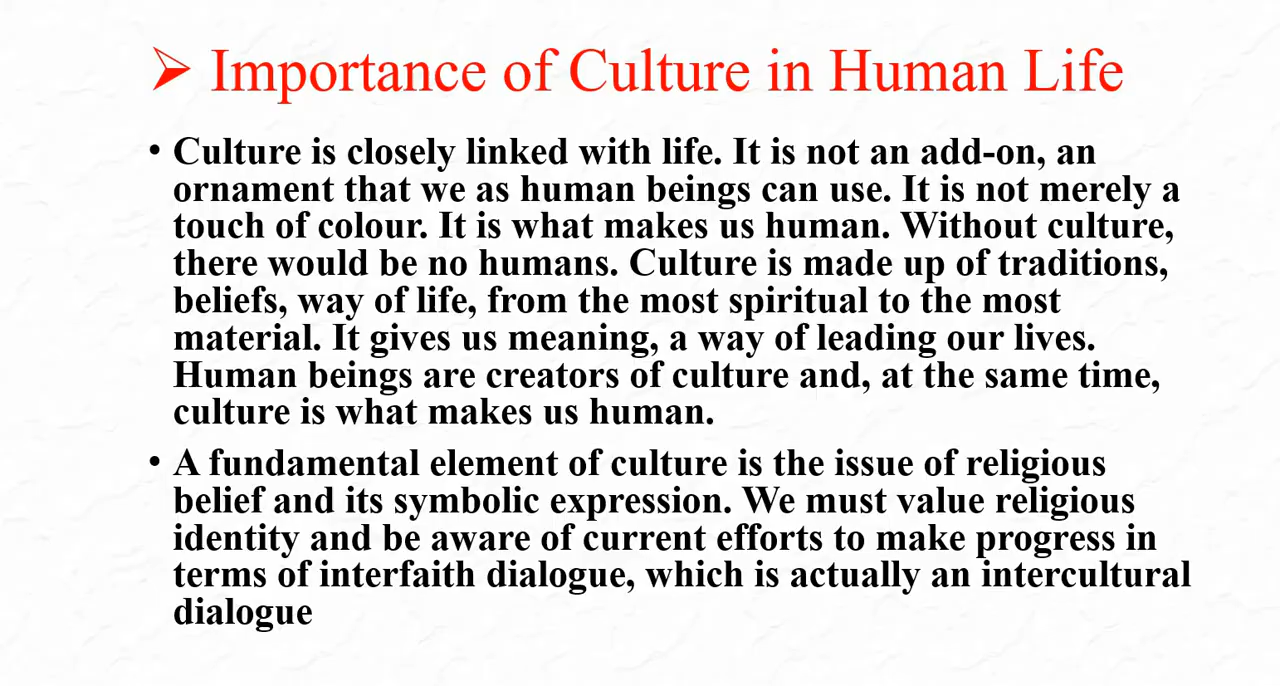 ➢ Importance of Culture in Human Life
• Culture is closely linked with life. It is not an add-on, an
ornament that we as human beings can use. It is not merely a
touch of colour. It is what makes us human. Without culture,
there would be no humans. Culture is made up of traditions,
beliefs, way of life, from the most spiritual to the most
material. It gives us meaning, a way of leading our lives.
Human beings are creators of culture and, at the same time,
culture is what makes us human.
• A fundamental element of culture is the issue of religious
belief and its symbolic expression. We must value religious
identity and be aware of current efforts to make progress in
terms of interfaith dialogue, which is actually an intercultural
dialogue